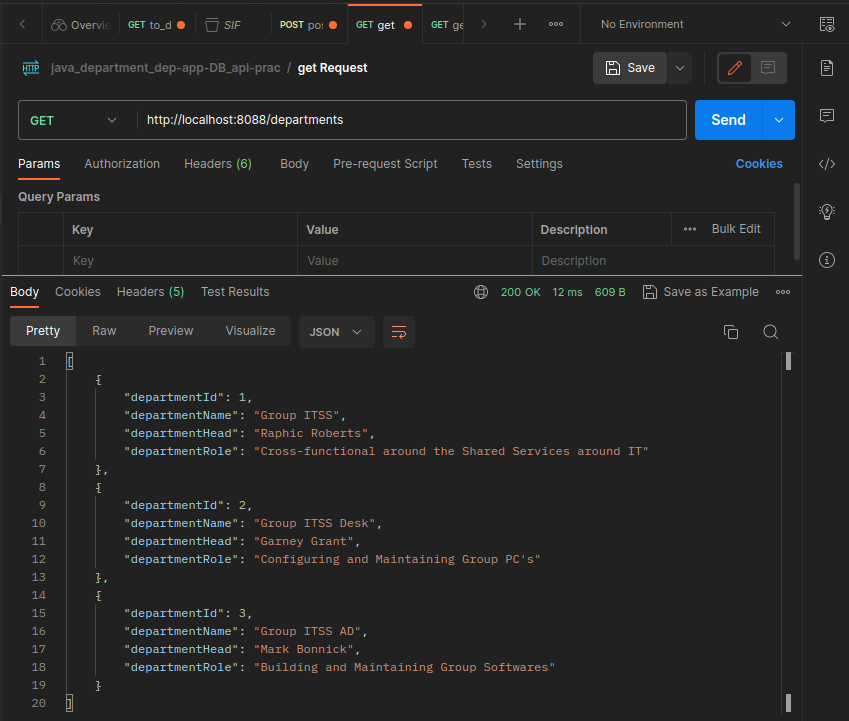 Overvie GET to_d SIF POST pos GET get GET ge No Environment
HTTP java_department_dep-app-DB_api-prac / get Request Save
GET http://localhost:8088/departments Send
Params Authorization Headers (6) Body Pre-request Script Tests Settings Cookies
Query Params
Key Value Description Bulk Edit
Key Value Description
Body Cookies Headers (5) Test Results 200 OK 12 ms 609 B Save as Example
Pretty Raw Preview Visualize JSON
1 [
2 {
3 "departmentId": 1,
4 "departmentName": "Group ITSS",
5 "departmentHead": "Raphic Roberts",
6 "departmentRole": "Cross-functional around the Shared Services around IT"
7 },
8 {
9 "departmentId": 2,
10 "departmentName": "Group ITSS Desk",
11 "departmentHead": "Garney Grant",
12 "departmentRole": "Configuring and Maintaining Group PC's"
13 },
14 {
15 "departmentId": 3,
16 "departmentName": "Group ITSS AD",
17 "departmentHead": "Mark Bonnick",
18 "departmentRole": "Building and Maintaining Group Softwares"
19 }
20 ]